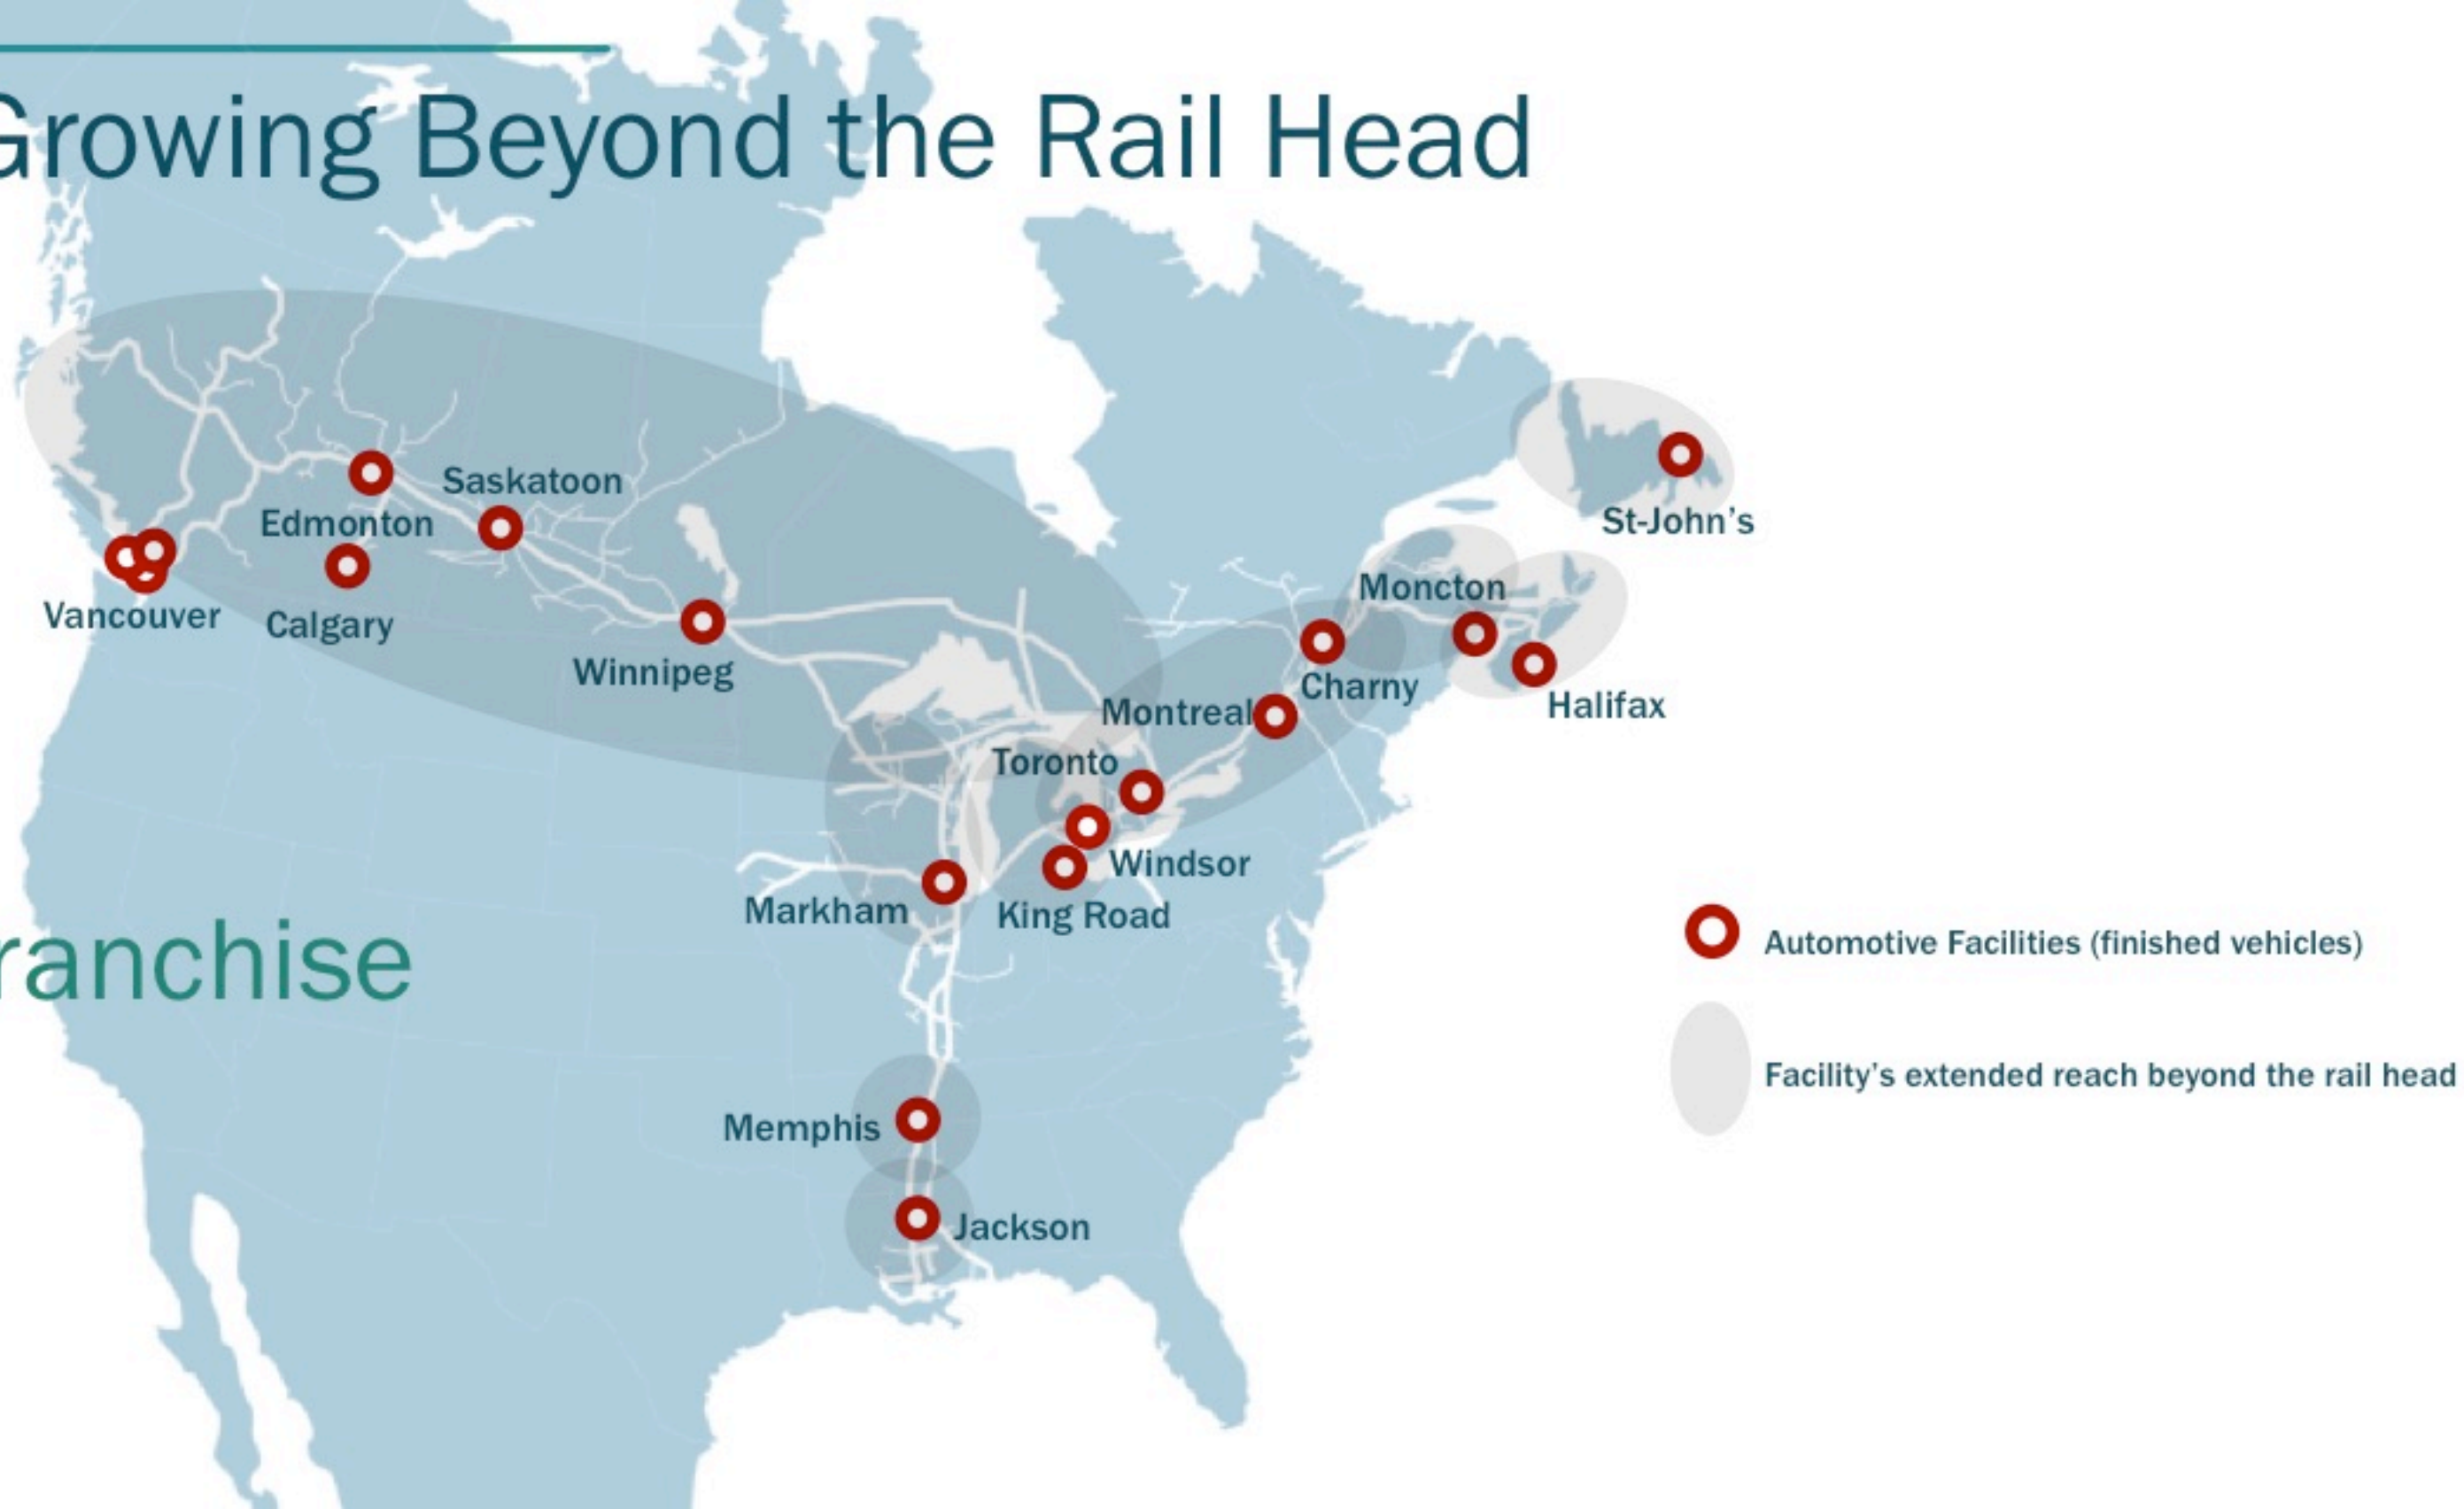 Growing Beyond the Rail Head
Saskatoon
Edmonton
St-John's
Vancouver
Calgary
Moncton
Winnipeg
Charny
Halifax
Montreal
Toronto
Windsor
Markham
King Road
Automotive Facilities (finished vehicles)
ranchise
Facility's extended reach beyond the rail head
Memphis
Jackson